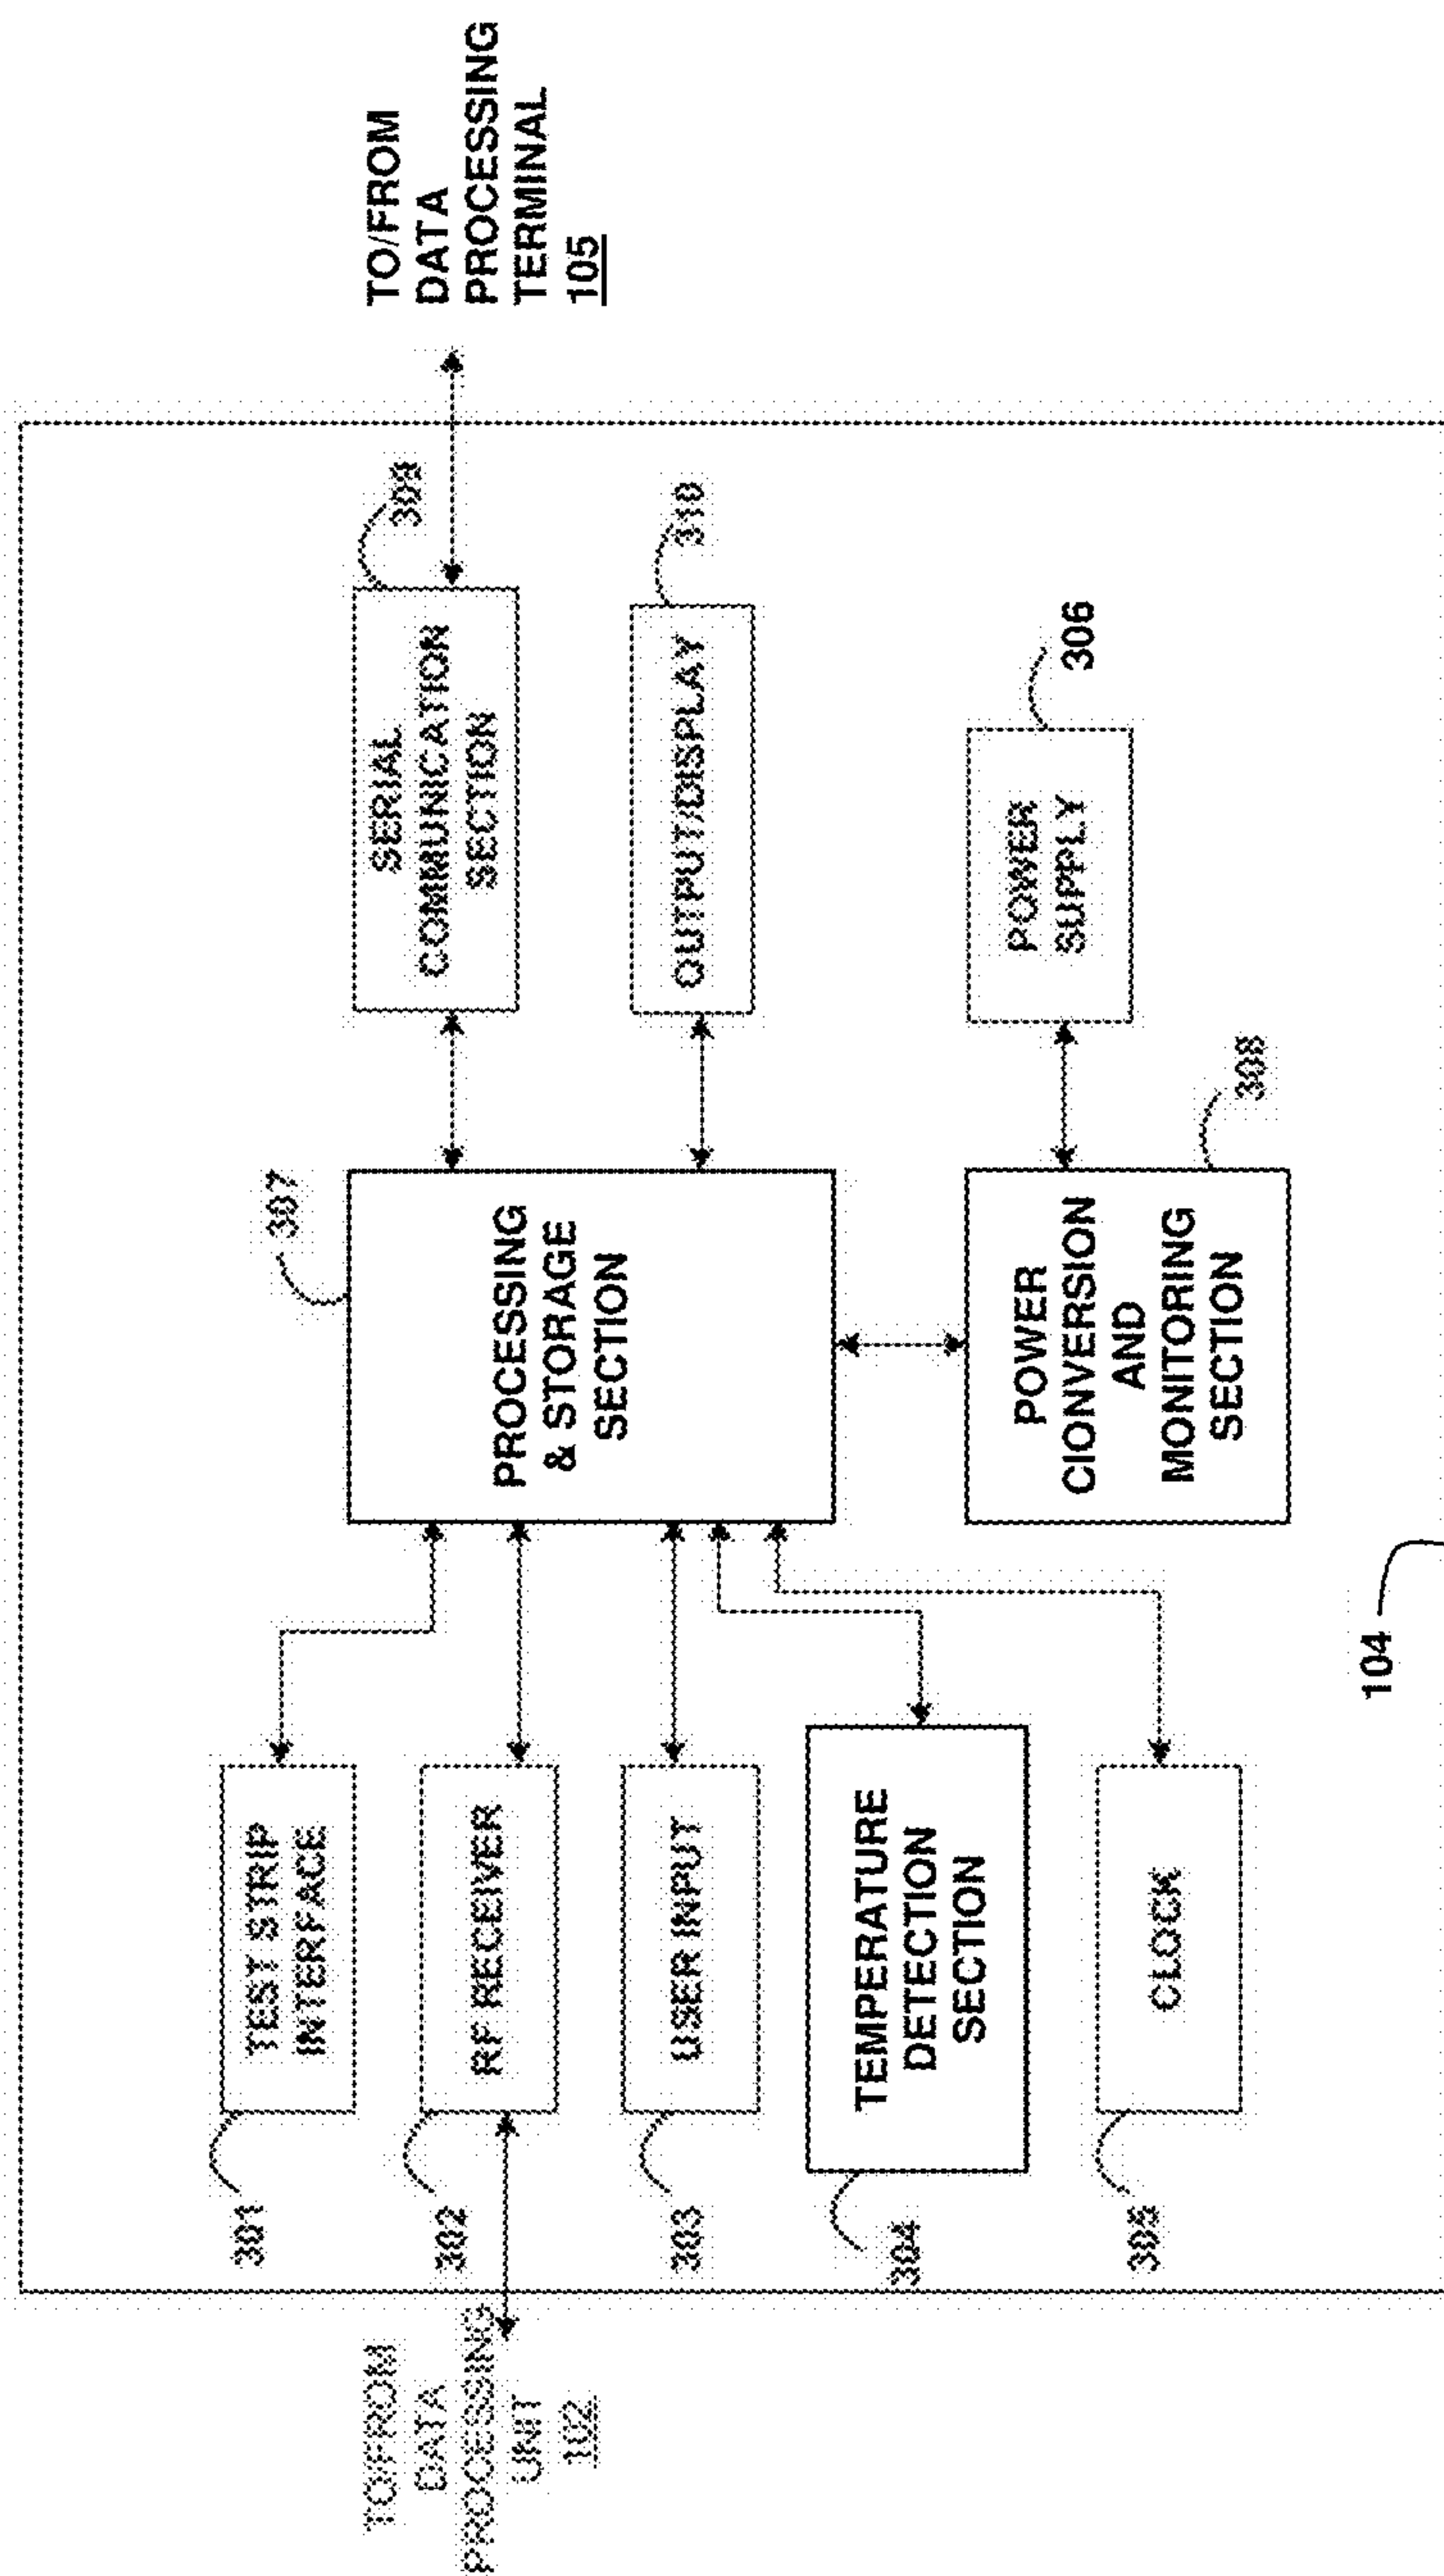 TO/FROM
DATA
PROCESSING
UNIT
102
301
TEST STRIP
INTERFACE
302
RF RECEIVER
303
USER INPUT
304
TEMPERATURE
DETECTION
SECTION
305
CLOCK
307
PROCESSING
& STORAGE
SECTION
POWER
CIONVERSION
AND
MONITORING
SECTION
308
SERIAL
COMMUNICATION
SECTION
309
OUTPUT/DISPLAY
310
POWER
SUPPLY
306
TO/FROM
DATA
PROCESSING
TERMINAL
105
104